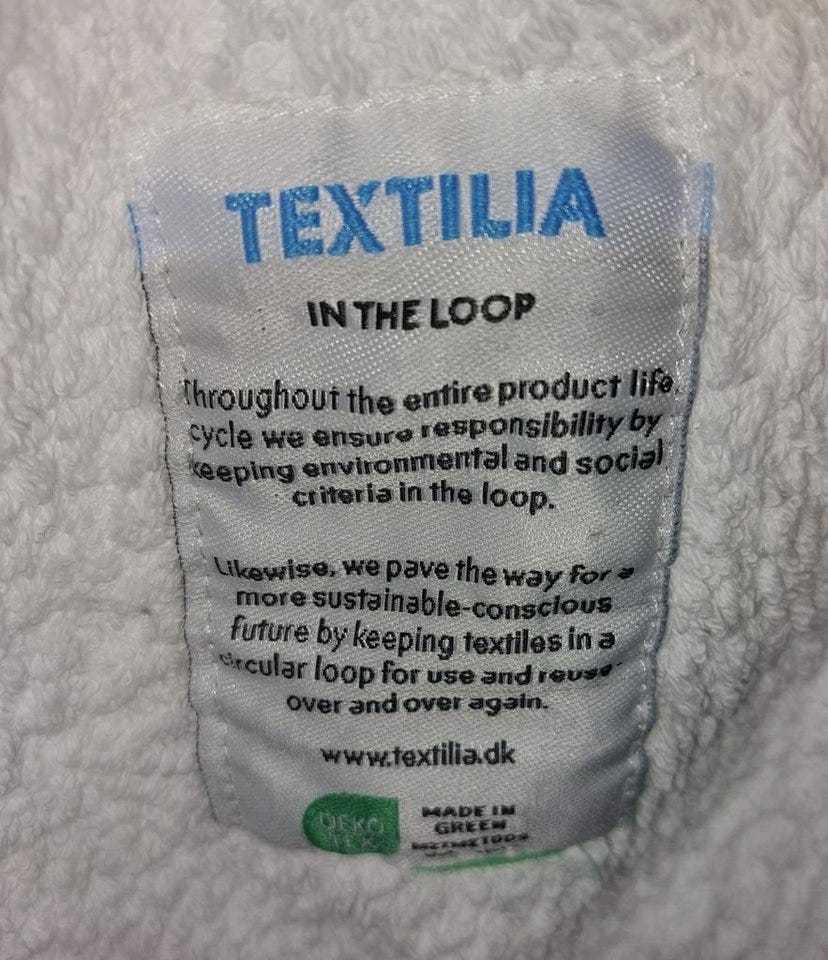 TEXTILIA
IN THE LOOP
Throughout the entire product life
cycle we ensure responsibility by
keeping environmental and social
criteria in the loop.
Likewise, we pave the way for a
more sustainable-conscious
future by keeping textiles in a
circular loop for use and reuse
over and over again.
www.textilia.dk
OEKO
TEX
MADE IN
GREEN